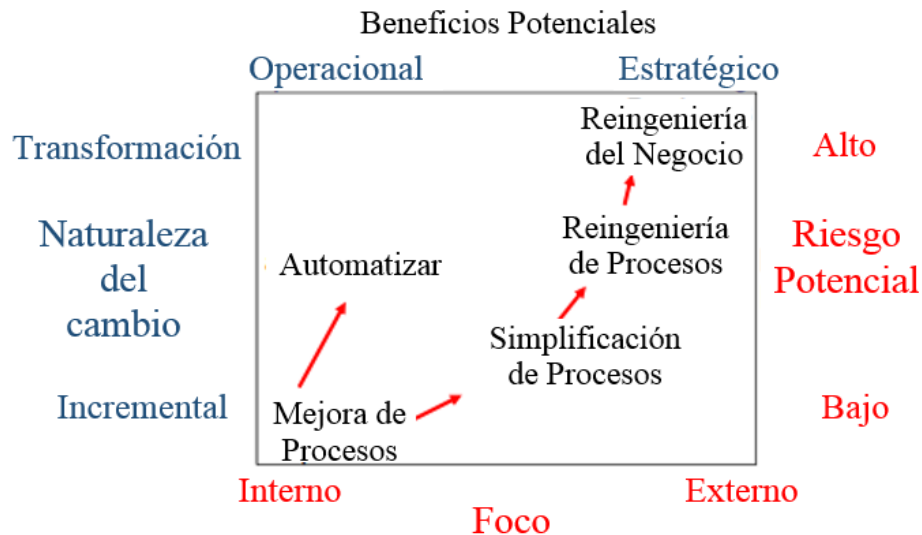 Beneficios Potenciales
Operacional
Estratégico
Transformación
Reingeniería
del Negocio
Alto
Naturaleza
del
cambio
Automatizar
Reingeniería
de Procesos
Riesgo
Potencial
Simplificación
de Procesos
Incremental
Mejora de
Procesos
Bajo
Interno
Externo
Foco